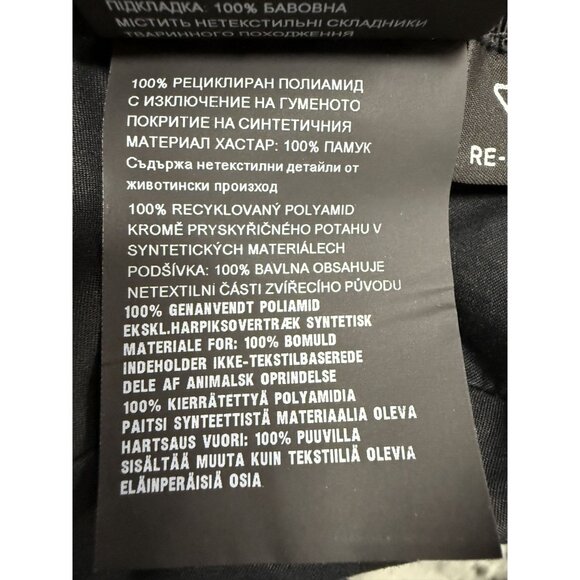 ПІДКЛАДКА: 100% БАВОВНА
МІСТИТЬ НЕТЕКСТИЛЬНІ СКЛАДНИКИ
ТВАРИННОГО ПОХОДЖЕННЯ
100% РЕЦИКЛИРАН ПОЛИАМИД
С ИЗКЛЮЧЕНИЕ НА ГУМЕНОТО
ПОКРИТИЕ НА СИНТЕТИЧНИЯ
МАТЕРИАЛ ХАСТАР: 100% ПАМУК
Съдържа нетекстилни детайли от
животински произход
100% RECYKLOVANÝ POLYAMID
KROMĚ PRYSKYŘIČNÉHO POTAHU V
SYNTETICKÝCH MATERIÁLECH
PODŠÍVKA: 100% BAVLNA OBSAHUJE
NETEXTILNÍ ČÁSTI ZVÍŘECÍHO PŮVODU
100% GENANVENDT POLIAMID
EKSKL.HARPIKSOVERTRÆK SYNTETISK
MATERIALE FOR: 100% BOMULD
INDEHOLDER IKKE-TEKSTILBASEREDE
DELE AF ANIMALSK OPRINDELSE
100% KIERRÄTETTYÄ POLYAMIDIA
PAITSI SYNTEETTISTÄ MATERIAALIA OLEVA
HARTSAUS VUORI: 100% PUUVILLA
SISÄLTÄÄ MUUTA KUIN TEKSTIILIÄ OLEVIA
ELÄINPERÄISIÄ OSIA
RE-